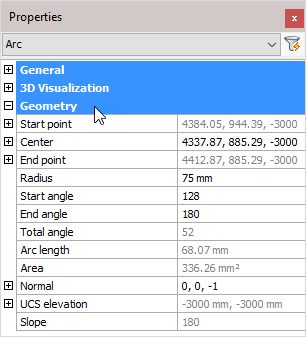 Properties
Arc
General
3D Visualization
Geometry
Start point 4384.05, 944.39, -3000
Center 4337.87, 885.29, -3000
End point 4412.87, 885.29, -3000
Radius 75 mm
Start angle 128
End angle 180
Total angle 52
Arc length 68.07 mm
Area 336.26 mm²
Normal 0, 0, -1
UCS elevation -3000 mm, -3000 mm
Slope 180